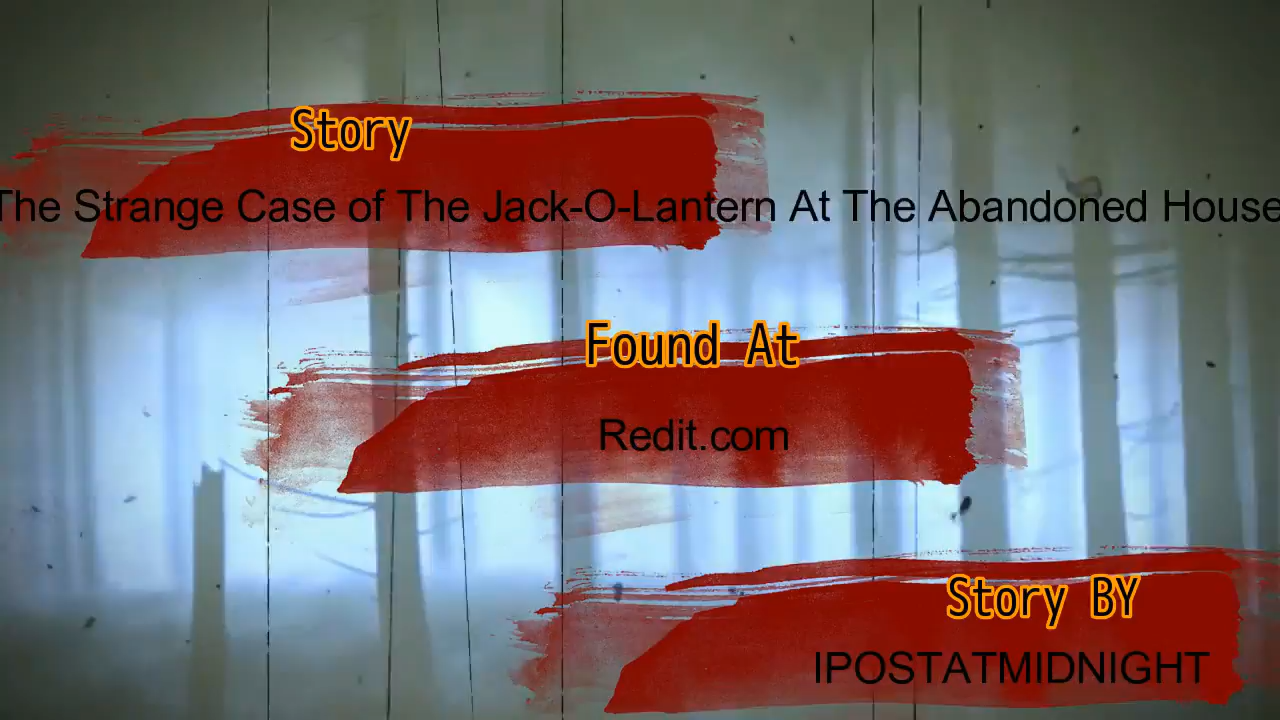 Story
The Strange Case of The Jack-O-Lantern At The Abandoned House
Found At
Redit.com
Story BY
IPOSTATMIDNIGHT